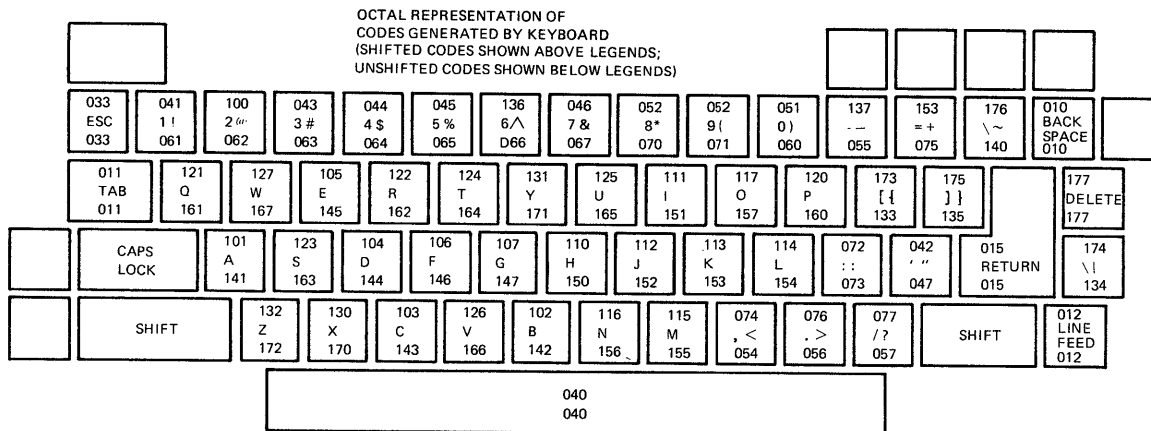 OCTAL REPRESENTATION OF
CODES GENERATED BY KEYBOARD
(SHIFTED CODES SHOWN ABOVE LEGENDS;
UNSHIFTED CODES SHOWN BELOW LEGENDS)
033 041 100 043 044 045 136 046 052 052 051 137 153 176 010
ESC 1 ! 2 @ 3 # 4 $ 5 % 6 ^ 7 & 8* 9 ( 0 ) - — = + \ ~ BACK
SPACE
033 061 062 063 064 065 D66 067 070 071 060 055 075 140 010
011 121 127 105 122 124 131 125 111 117 120 173 175 177
TAB Q W E R T Y U I O P [ { ] } DELETE
011 161 167 145 162 164 171 165 151 157 160 133 135 177
101 123 104 106 107 110 112 113 114 072 042 015 174
CAPS LOCK A S D F G H J K L : : ' " RETURN \ |
141 163 144 146 147 150 152 153 154 073 047 015 134
132 130 103 126 102 116 115 074 076 077 012
SHIFT Z X C V B N M , < . > / ? SHIFT LINE
FEED
172 170 143 166 142 156 155 054 056 057 012
040
040